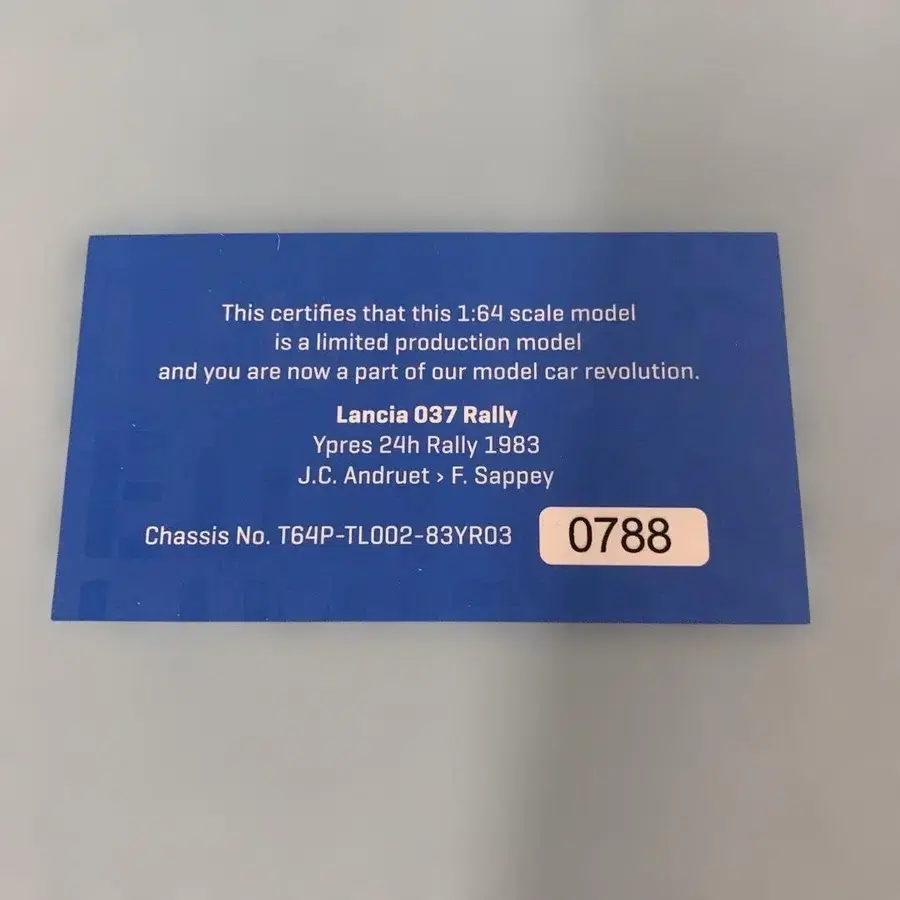 This certifies that this 1:64 scale model
is a limited production model
and you are now a part of our model car revolution.
Lancia 037 Rally
Ypres 24h Rally 1983
J.C. Andruet › F. Sappey
Chassis No. T64P-TL002-83YR03 0788